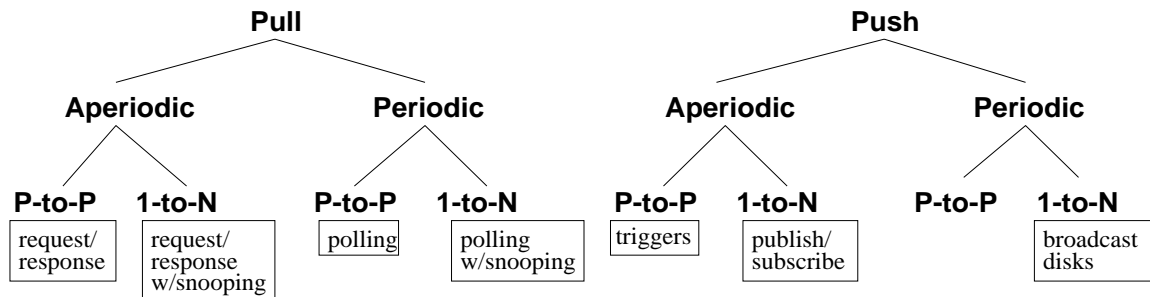 Pull Push
Aperiodic Periodic Aperiodic Periodic
P-to-P 1-to-N P-to-P 1-to-N P-to-P 1-to-N P-to-P 1-to-N
request/
response
request/
response
w/snooping
polling
polling
w/snooping
triggers
publish/
subscribe
broadcast
disks